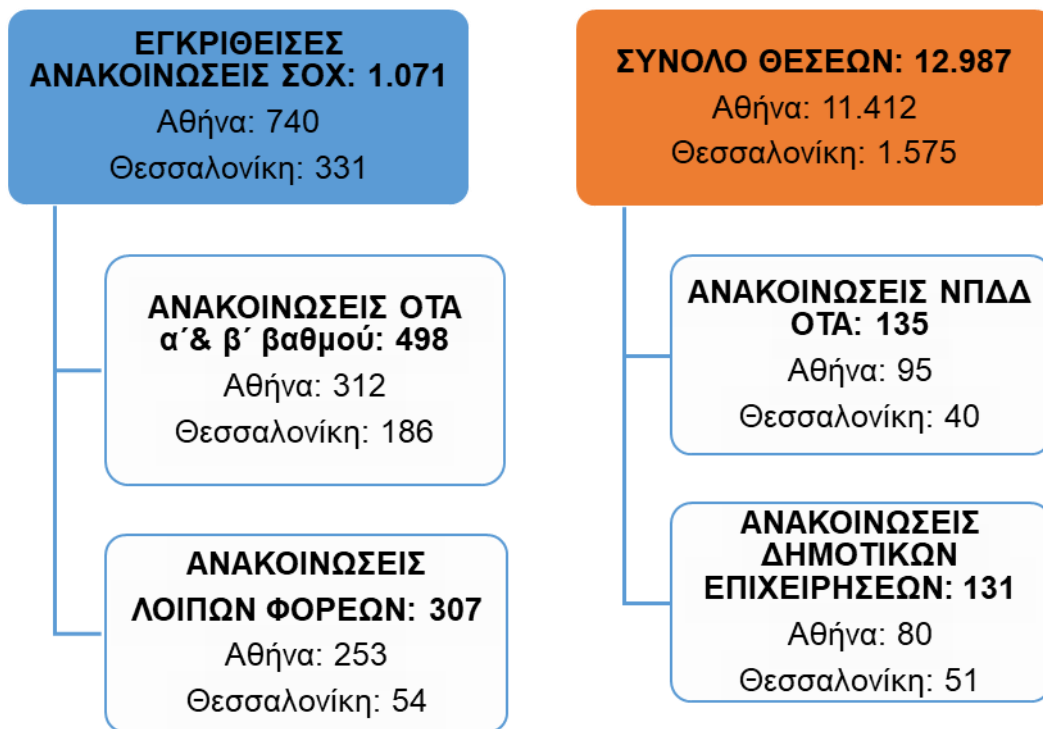 ΕΓΚΡΙΘΕΙΣΕΣ
ΑΝΑΚΟΙΝΩΣΕΙΣ ΣΟΧ: 1.071
Αθήνα: 740
Θεσσαλονίκη: 331
ΑΝΑΚΟΙΝΩΣΕΙΣ ΟΤΑ
α΄& β΄ βαθμού: 498
Αθήνα: 312
Θεσσαλονίκη: 186
ΑΝΑΚΟΙΝΩΣΕΙΣ
ΛΟΙΠΩΝ ΦΟΡΕΩΝ: 307
Αθήνα: 253
Θεσσαλονίκη: 54
ΣΥΝΟΛΟ ΘΕΣΕΩΝ: 12.987
Αθήνα: 11.412
Θεσσαλονίκη: 1.575
ΑΝΑΚΟΙΝΩΣΕΙΣ ΝΠΔΔ
ΟΤΑ: 135
Αθήνα: 95
Θεσσαλονίκη: 40
ΑΝΑΚΟΙΝΩΣΕΙΣ
ΔΗΜΟΤΙΚΩΝ
ΕΠΙΧΕΙΡΗΣΕΩΝ: 131
Αθήνα: 80
Θεσσαλονίκη: 51